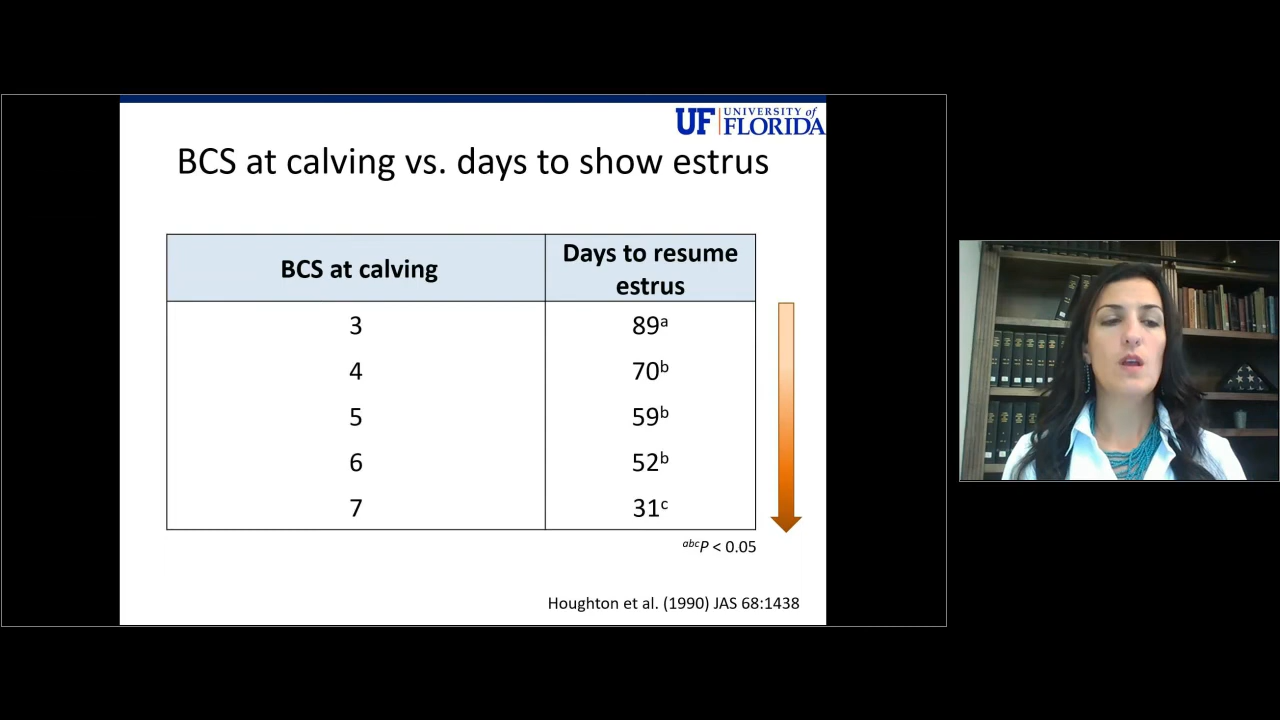 UF UNIVERSITY of
FLORIDA
BCS at calving vs. days to show estrus
BCS at calving
Days to resume
estrus
3 89ᵃ
4 70ᵇ
5 59ᵇ
6 52ᵇ
7 31ᶜ
ᵃᵇᶜP < 0.05
Houghton et al. (1990) JAS 68:1438